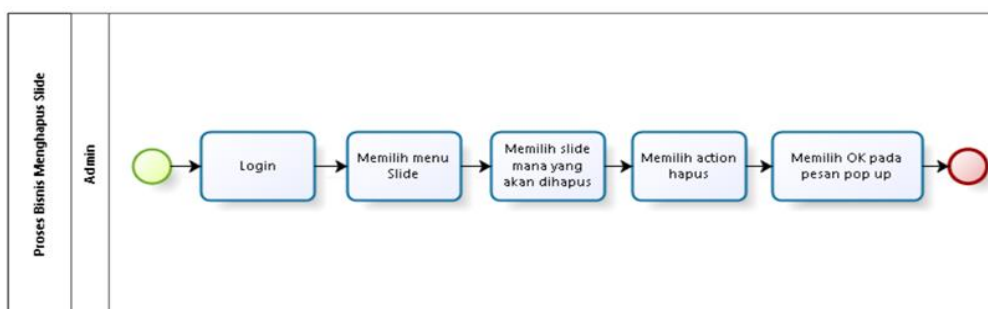 Proses Bisnis Menghapus Slide
Admin
Login
Memilih menu
Slide
Memilih slide
mana yang
akan dihapus
Memilih action
hapus
Memilih OK pada
pesan pop up